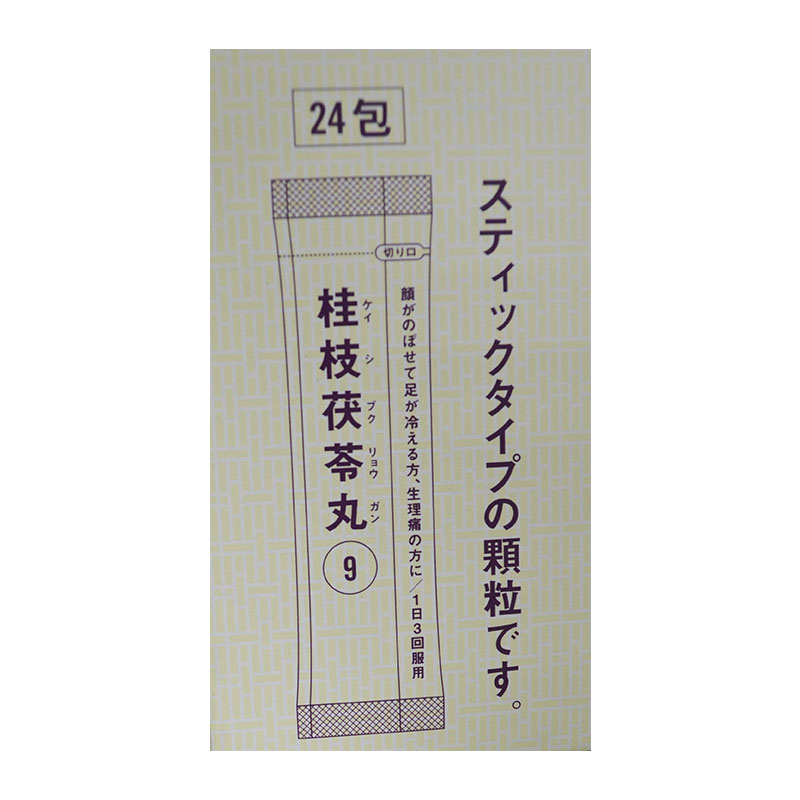 24包
スティックタイプの顆粒です。
切り口
顔がのぼせて足が冷える方、生理痛の方に/1日3回服用
桂枝茯苓丸
ケイ シ ブク リョウ ガン
9